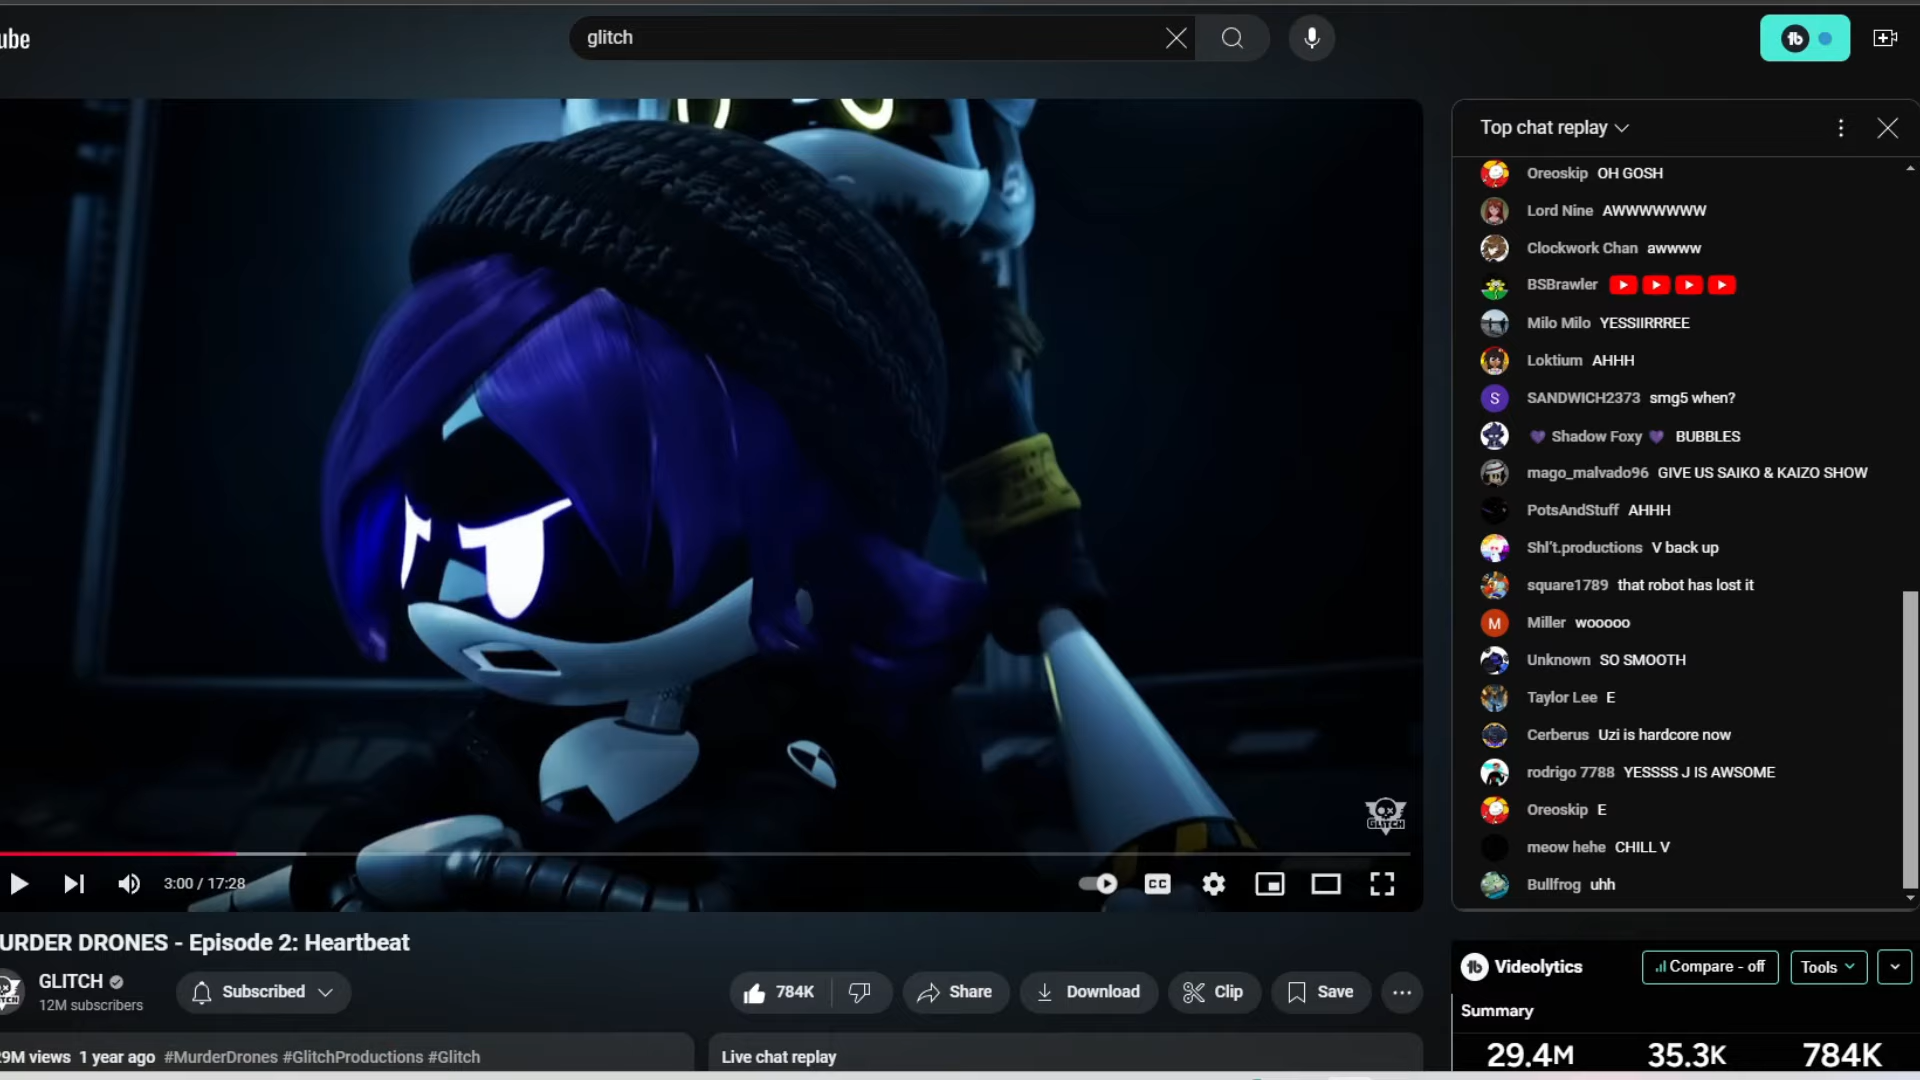 ube
glitch
Top chat replay
Oreoskip OH GOSH
Lord Nine AWWWWWWW
Clockwork Chan awwww
BSBrawler
Milo Milo YESSIIRRREE
Loktium AHHH
S SANDWICH2373 smg5 when?
Shadow Foxy BUBBLES
mago_malvado96 GIVE US SAIKO & KAIZO SHOW
PotsAndStuff AHHH
Shl't.productions V back up
square1789 that robot has lost it
M Miller wooooo
Unknown SO SMOOTH
Taylor Lee E
Cerberus Uzi is hardcore now
rodrigo 7788 YESSSS J IS AWSOME
Oreoskip E
meow hehe CHILL V
Bullfrog uhh
GLITCH
3:00 / 17:28
CC
URDER DRONES - Episode 2: Heartbeat
GLITCH
12M subscribers
Subscribed
784K
Share
Download
Clip
Save
29M views 1 year ago #MurderDrones #GlitchProductions #Glitch
Live chat replay
Videolytics
Compare - off
Tools
Summary
29.4M 35.3K 784K